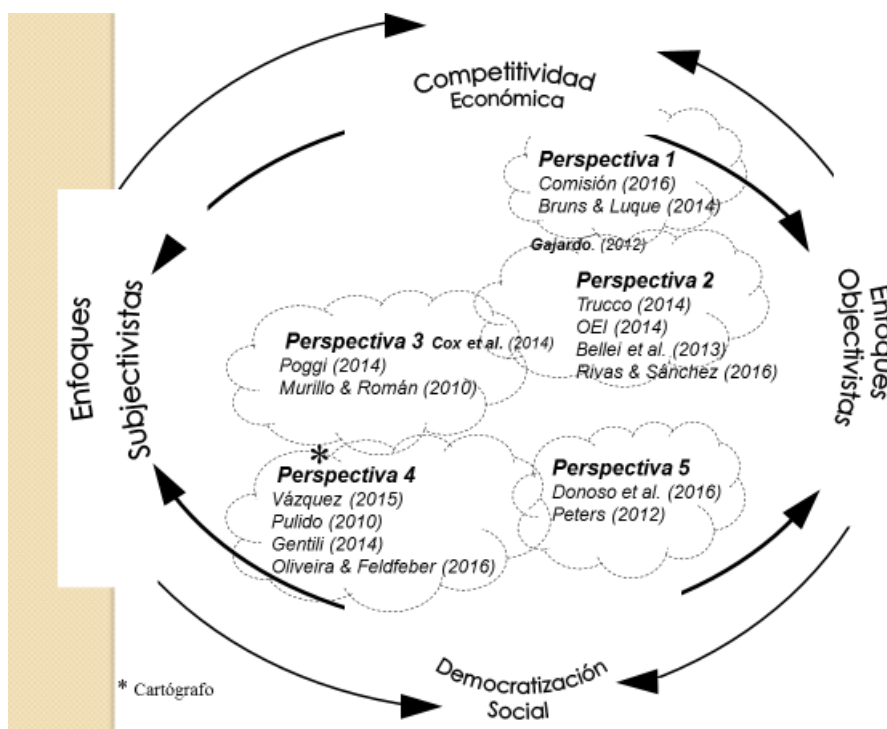 Competitividad
Económica
Perspectiva 1
Comisión (2016)
Bruns & Luque (2014)
Gajardo. (2012)
Perspectiva 2
Trucco (2014)
OEI (2014)
Bellei et al. (2013)
Rivas & Sánchez (2016)
Enfoques
Objectivistas
Enfoques
Subjectivistas
Perspectiva 3 Cox et al. (2014)
Poggi (2014)
Murillo & Román (2010)
*
Perspectiva 4
Vázquez (2015)
Pulido (2010)
Gentili (2014)
Oliveira & Feldfeber (2016)
Perspectiva 5
Donoso et al. (2016)
Peters (2012)
Democratización
Social
* Cartógrafo